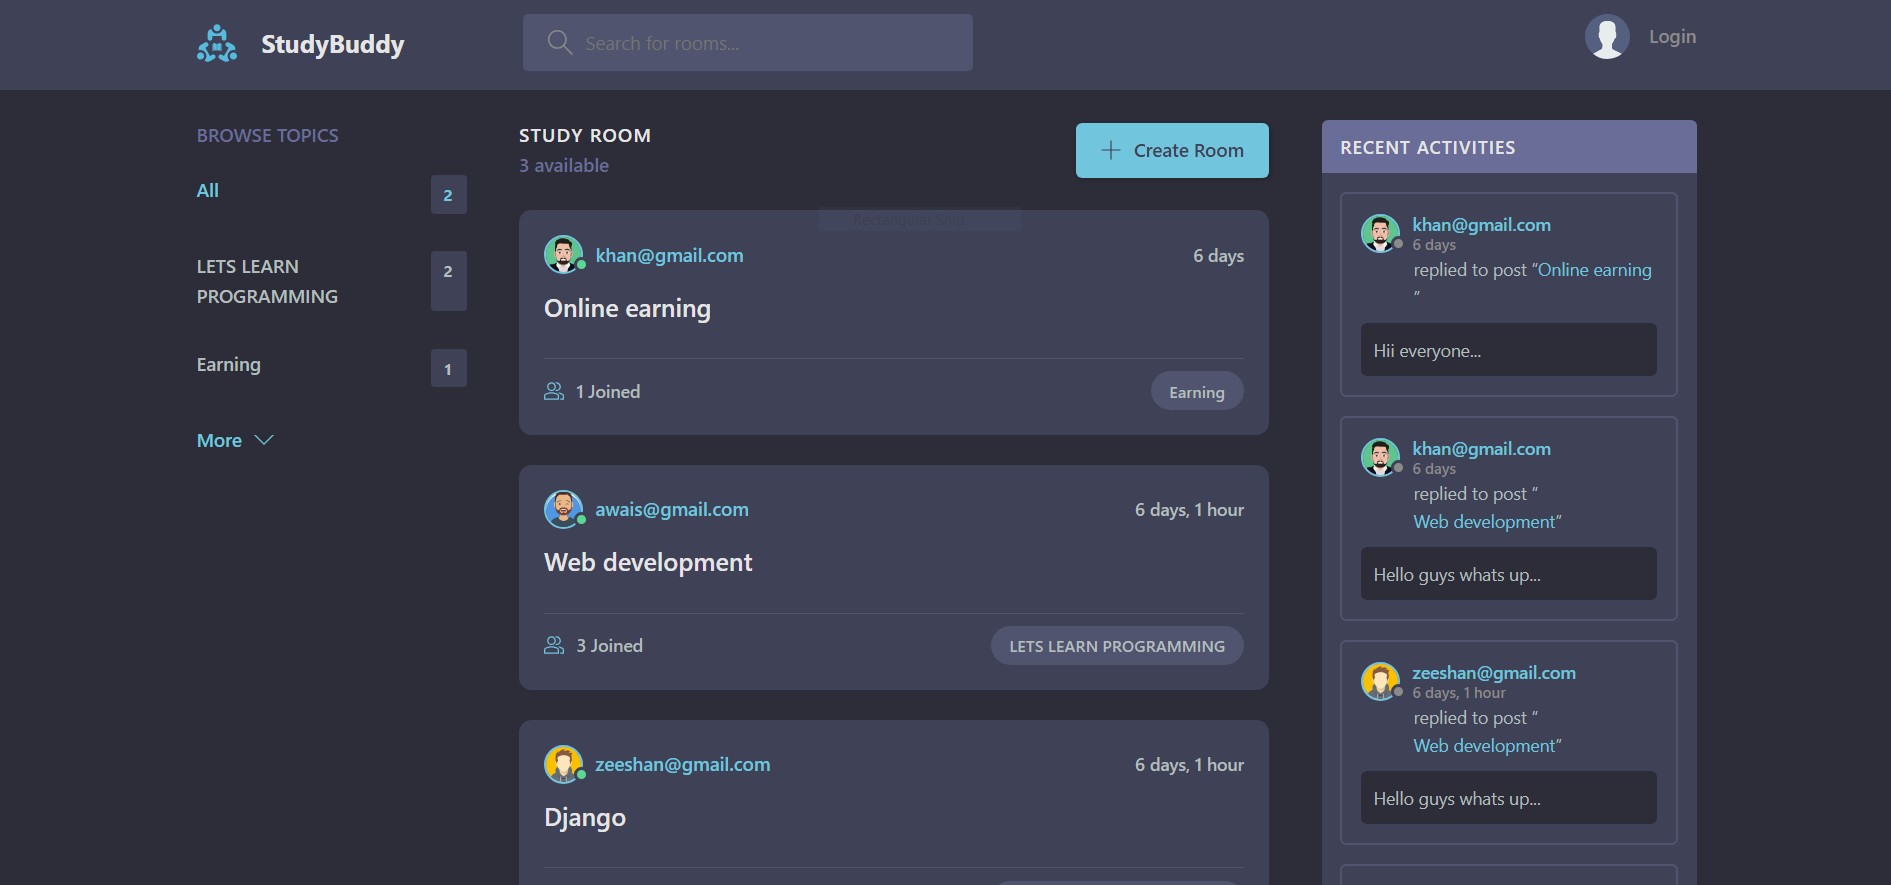 StudyBuddy
Search for rooms...
Login
BROWSE TOPICS
All
2
LETS LEARN
PROGRAMMING
2
Earning
1
More
STUDY ROOM
3 available
Create Room
Rectangular Snip
khan@gmail.com
6 days
Online earning
1 Joined
Earning
awais@gmail.com
6 days, 1 hour
Web development
3 Joined
LETS LEARN PROGRAMMING
zeeshan@gmail.com
6 days, 1 hour
Django
RECENT ACTIVITIES
khan@gmail.com
6 days
replied to post “Online earning
”
Hii everyone...
khan@gmail.com
6 days
replied to post “
Web development”
Hello guys whats up...
zeeshan@gmail.com
6 days, 1 hour
replied to post “
Web development”
Hello guys whats up...